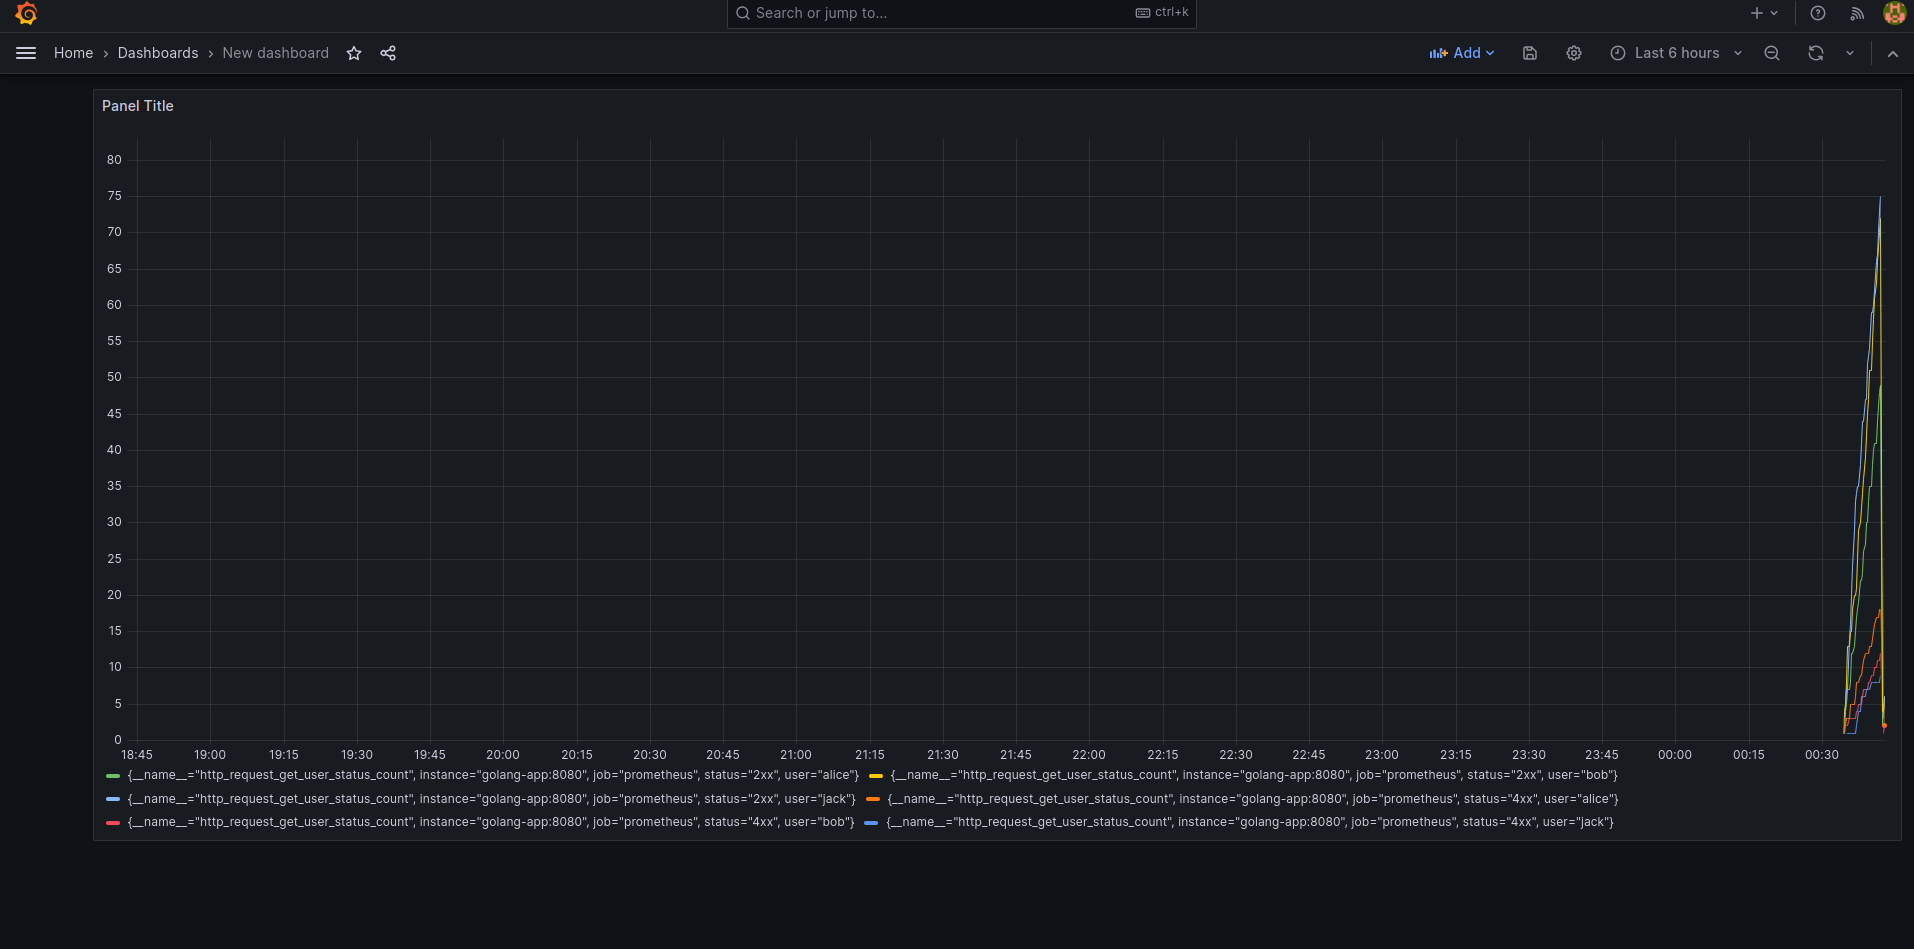 Search or jump to...
ctrl+k
Home › Dashboards › New dashboard
Add
Last 6 hours
Panel Title
80
75
70
65
60
55
50
45
40
35
30
25
20
15
10
5
0
18:45 19:00 19:15 19:30 19:45 20:00 20:15 20:30 20:45 21:00 21:15 21:30 21:45 22:00 22:15 22:30 22:45 23:00 23:15 23:30 23:45 00:00 00:15 00:30
{__name__="http_request_get_user_status_count", instance="golang-app:8080", job="prometheus", status="2xx", user="alice"} {__name__="http_request_get_user_status_count", instance="golang-app:8080", job="prometheus", status="2xx", user="bob"}
{__name__="http_request_get_user_status_count", instance="golang-app:8080", job="prometheus", status="2xx", user="jack"} {__name__="http_request_get_user_status_count", instance="golang-app:8080", job="prometheus", status="4xx", user="alice"}
{__name__="http_request_get_user_status_count", instance="golang-app:8080", job="prometheus", status="4xx", user="bob"} {__name__="http_request_get_user_status_count", instance="golang-app:8080", job="prometheus", status="4xx", user="jack"}